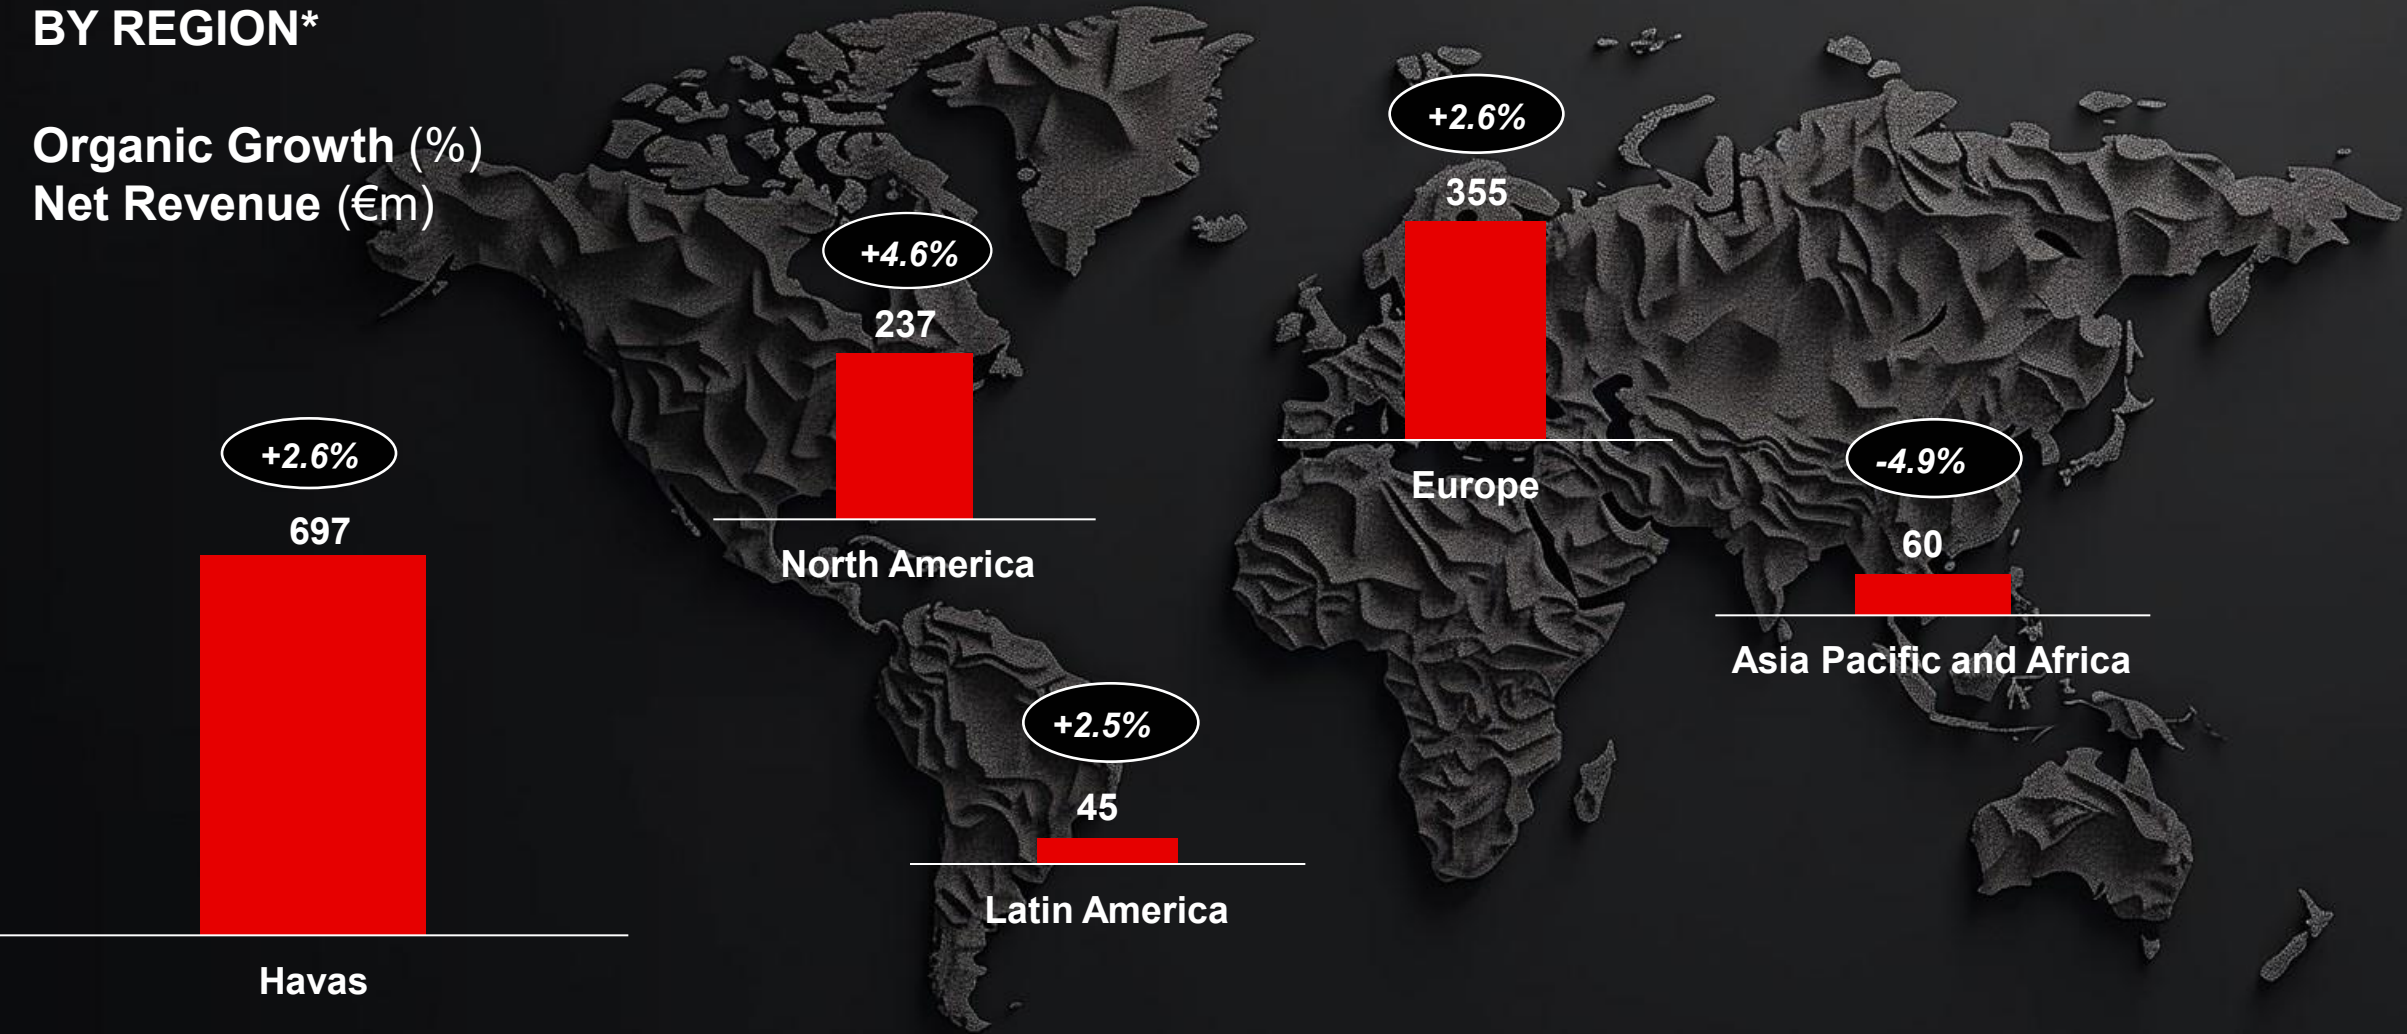 BY REGION*
Organic Growth (%)
Net Revenue (€m)
+2.6%
697
Havas
+4.6%
237
North America
+2.5%
45
Latin America
+2.6%
355
Europe
-4.9%
60
Asia Pacific and Africa